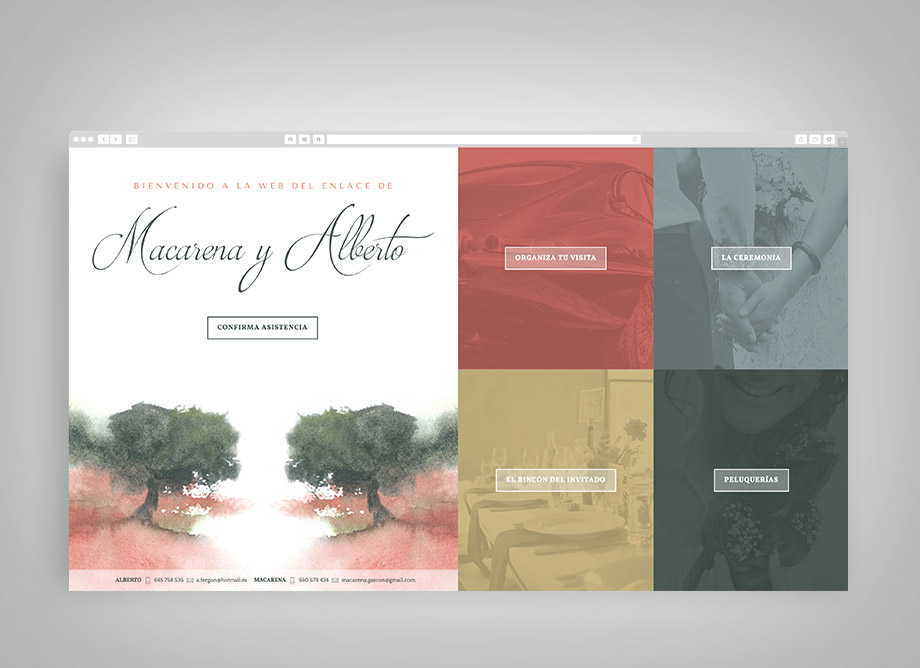 BIENVENIDO A LA WEB DEL ENLACE DE
Macarena y Alberto
CONFIRMA ASISTENCIA
ALBERTO 645 764 535 a.fergon@hotmail.es MACARENA 650 678 434 macarena.gascon@gmail.com
ORGANIZA TU VISITA
LA CEREMONIA
EL RINCÓN DEL INVITADO
PELUQUERÍAS